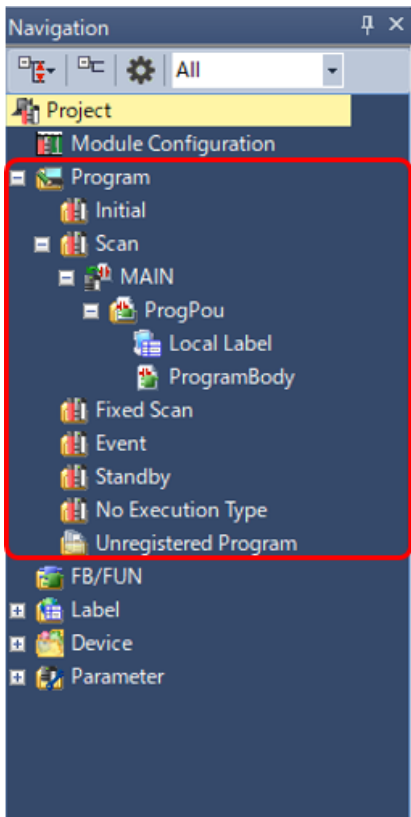 Navigation
All
Project
Module Configuration
Program
Initial
Scan
MAIN
ProgPou
Local Label
ProgramBody
Fixed Scan
Event
Standby
No Execution Type
Unregistered Program
FB/FUN
Label
Device
Parameter